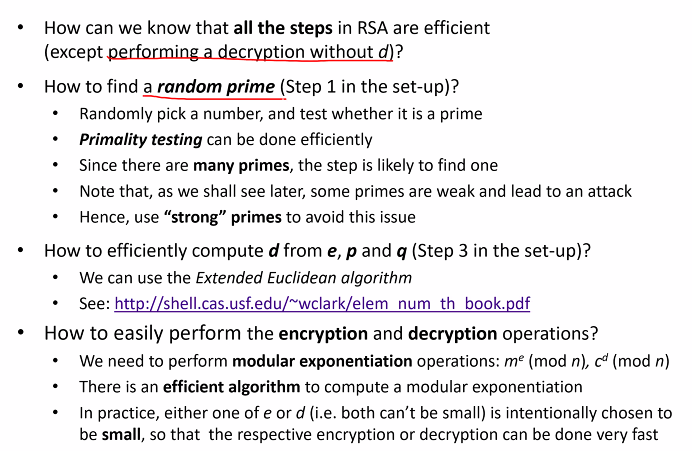 • How can we know that all the steps in RSA are efficient
(except performing a decryption without d)?
• How to find a random prime (Step 1 in the set-up)?
• Randomly pick a number, and test whether it is a prime
• Primality testing can be done efficiently
• Since there are many primes, the step is likely to find one
• Note that, as we shall see later, some primes are weak and lead to an attack
• Hence, use “strong” primes to avoid this issue
• How to efficiently compute d from e, p and q (Step 3 in the set-up)?
• We can use the Extended Euclidean algorithm
• See: http://shell.cas.usf.edu/~wclark/elem_num_th_book.pdf
• How to easily perform the encryption and decryption operations?
• We need to perform modular exponentiation operations: mᵉ (mod n), cᵈ (mod n)
• There is an efficient algorithm to compute a modular exponentiation
• In practice, either one of e or d (i.e. both can’t be small) is intentionally chosen to
be small, so that the respective encryption or decryption can be done very fast